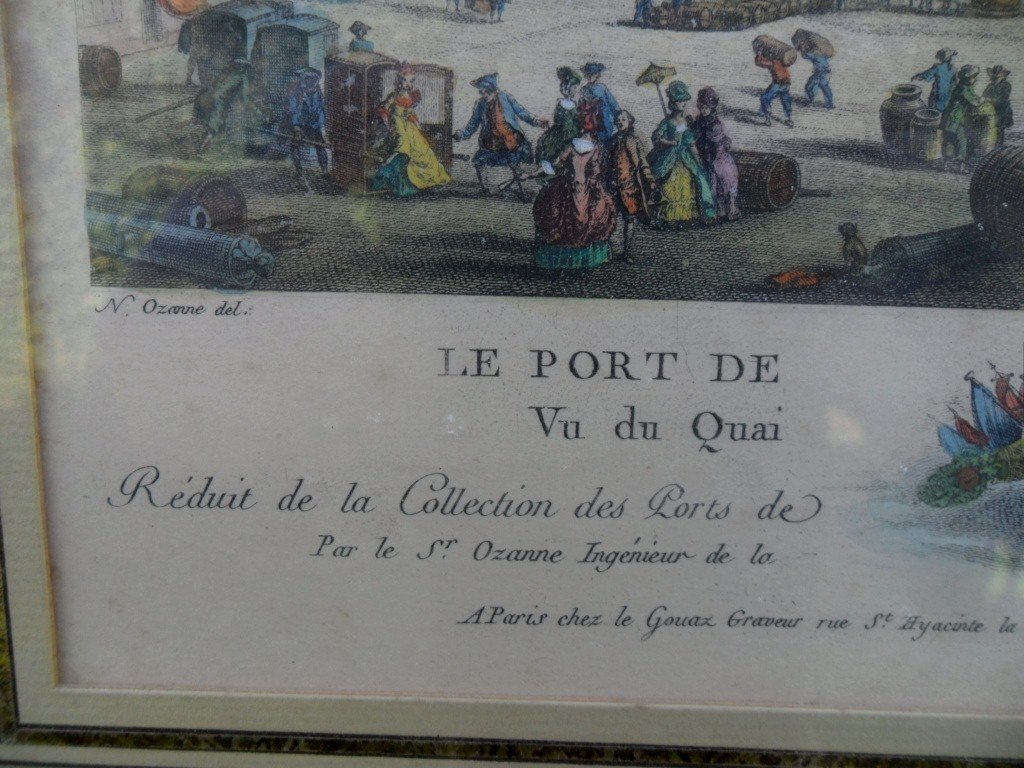 N. Ozanne del.
LE PORT DE
Vu du Quai
Réduit de la Collection des Ports de
Par le Sr. Ozanne Ingénieur de la
A Paris chez le Gouaz Graveur rue St. Hyacinte la